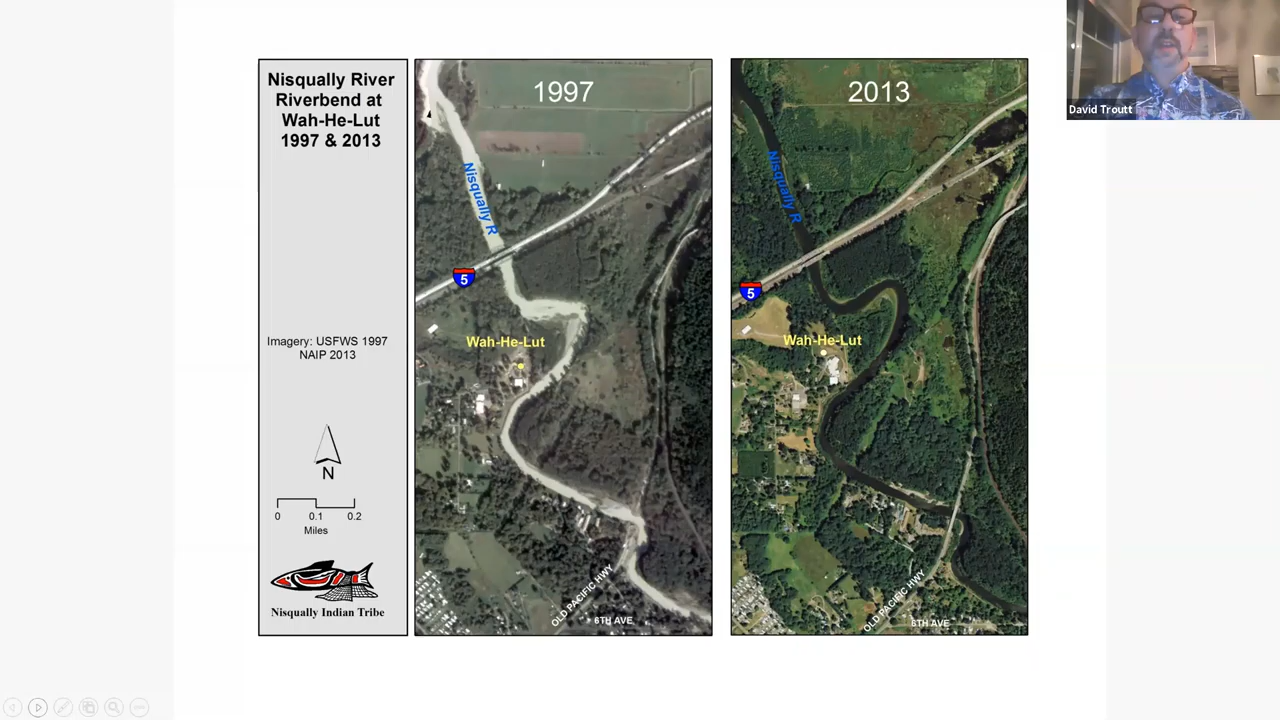 Nisqually River
Riverbend at
Wah-He-Lut
1997 & 2013
Imagery: USFWS 1997
NAIP 2013
N
0 0.1 0.2
Miles
Nisqually Indian Tribe
1997
Nisqually R
5
Wah-He-Lut
OLD PACIFIC HWY
6TH AVE
2013
Nisqually R
5
Wah-He-Lut
OLD PACIFIC HWY
6TH AVE
David Troutt